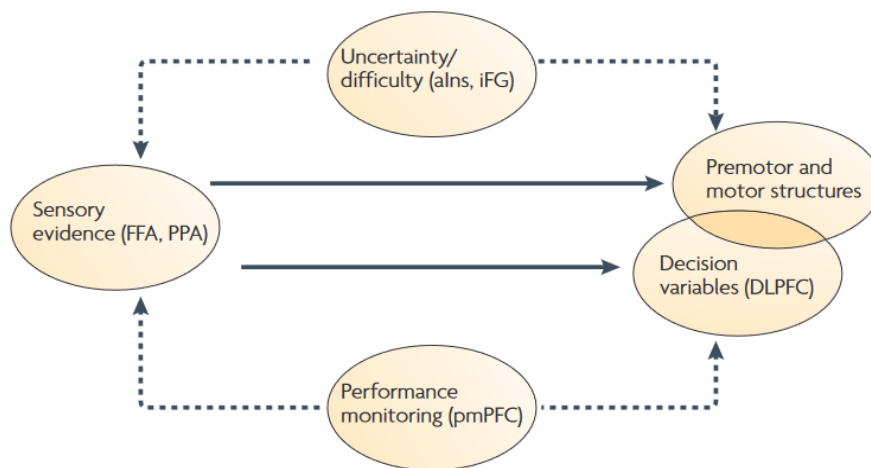 Uncertainty/
difficulty (aIns, iFG)
Premotor and
motor structures
Sensory
evidence (FFA, PPA)
Decision
variables (DLPFC)
Performance
monitoring (pmPFC)